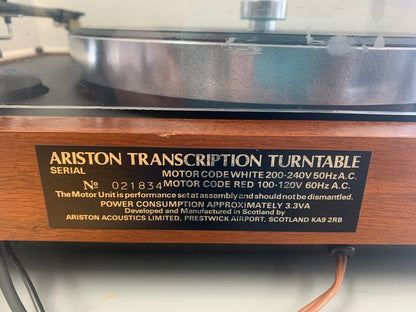 ARISTON TRANSCRIPTION TURNTABLE
SERIAL MOTOR CODE WHITE 200-240V 50Hz A.C.
Nº 021834 MOTOR CODE RED 100-120V 60Hz A.C.
The Motor Unit is performance set at assembly and should not be dismantled.
POWER CONSUMPTION APPROXIMATELY 3.3VA
Developed and Manufactured in Scotland by
ARISTON ACOUSTICS LIMITED, PRESTWICK AIRPORT, SCOTLAND KA9 2RB